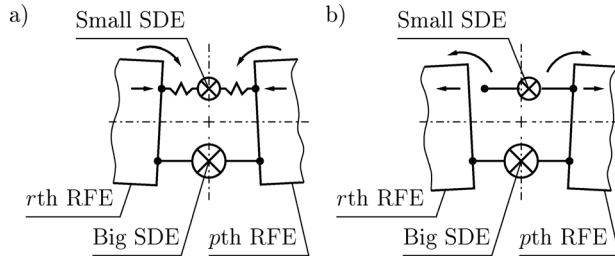 a) Small SDE b) Small SDE
rth RFE rth RFE
Big SDE pth RFE Big SDE pth RFE